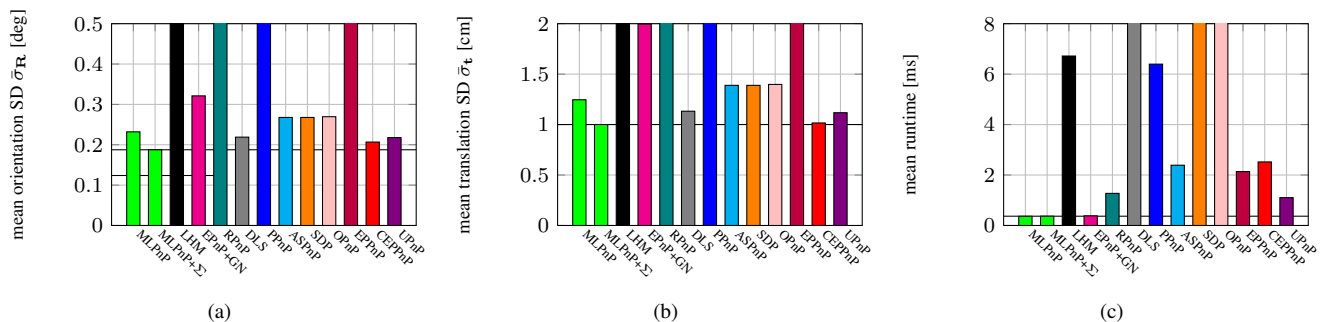 mean orientation SD σ̄_R [deg]
0.5
0.4
0.3
0.2
0.1
0
MLPnP
MLPnP+Σ
LHM
EPnP+GN
RPnP
DLS
PPnP
ASPnP
SDP
OPnP
EPPnP
CEPPnP
UPnP
(a)
mean translation SD σ̄_t [cm]
2
1.5
1
0.5
0
MLPnP
MLPnP+Σ
LHM
EPnP+GN
RPnP
DLS
PPnP
ASPnP
SDP
OPnP
EPPnP
CEPPnP
UPnP
(b)
mean runtime [ms]
8
6
4
2
0
MLPnP
MLPnP+Σ
LHM
EPnP+GN
RPnP
DLS
PPnP
ASPnP
SDP
OPnP
EPPnP
CEPPnP
UPnP
(c)